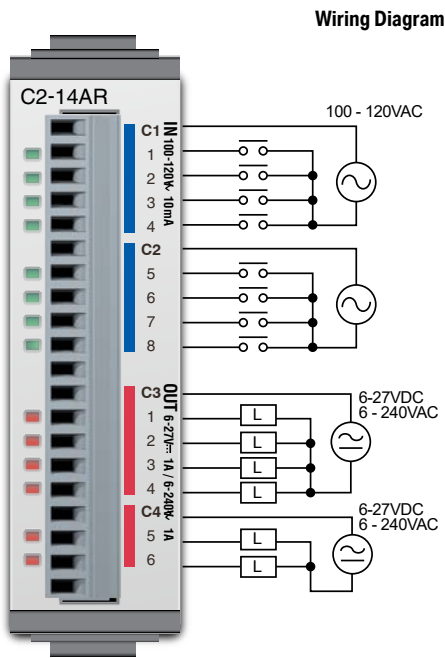 Wiring Diagram
C2-14AR
100 - 120VAC
C1
1
2
3
4
C2
5
6
7
8
IN 100-120V~ 10mA
C3
1
2
3
4
C4
5
6
OUT 6-27V⎓ 1A / 6-240V~ 1A
6-27VDC
6 - 240VAC
L
L
L
L
6-27VDC
6 - 240VAC
L
L